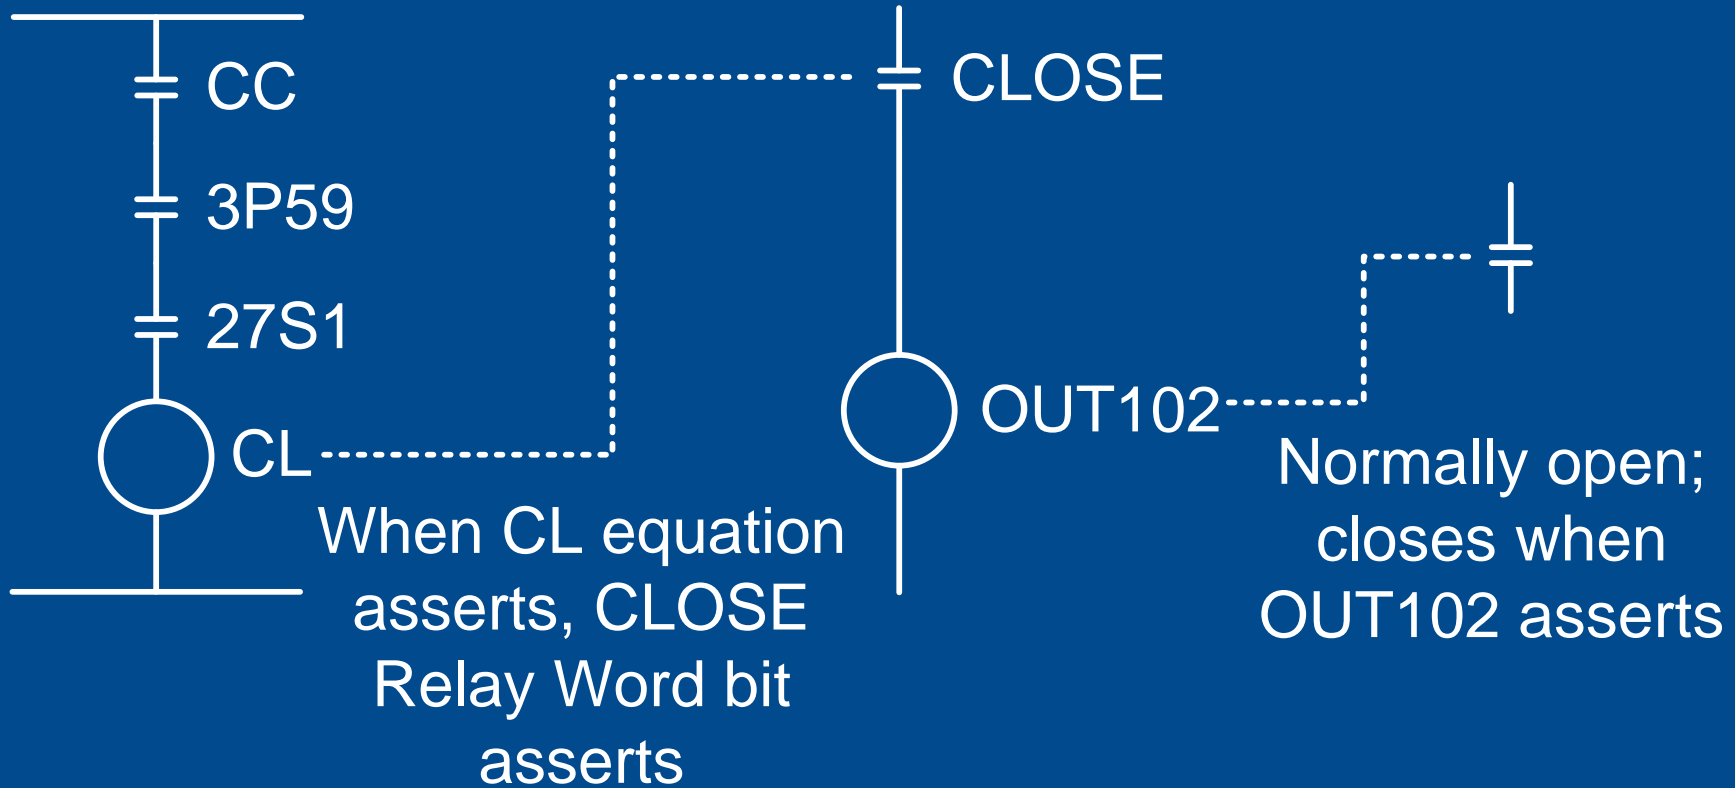 CC
3P59
27S1
CL
When CL equation
asserts, CLOSE
Relay Word bit
asserts
CLOSE
OUT102
Normally open;
closes when
OUT102 asserts